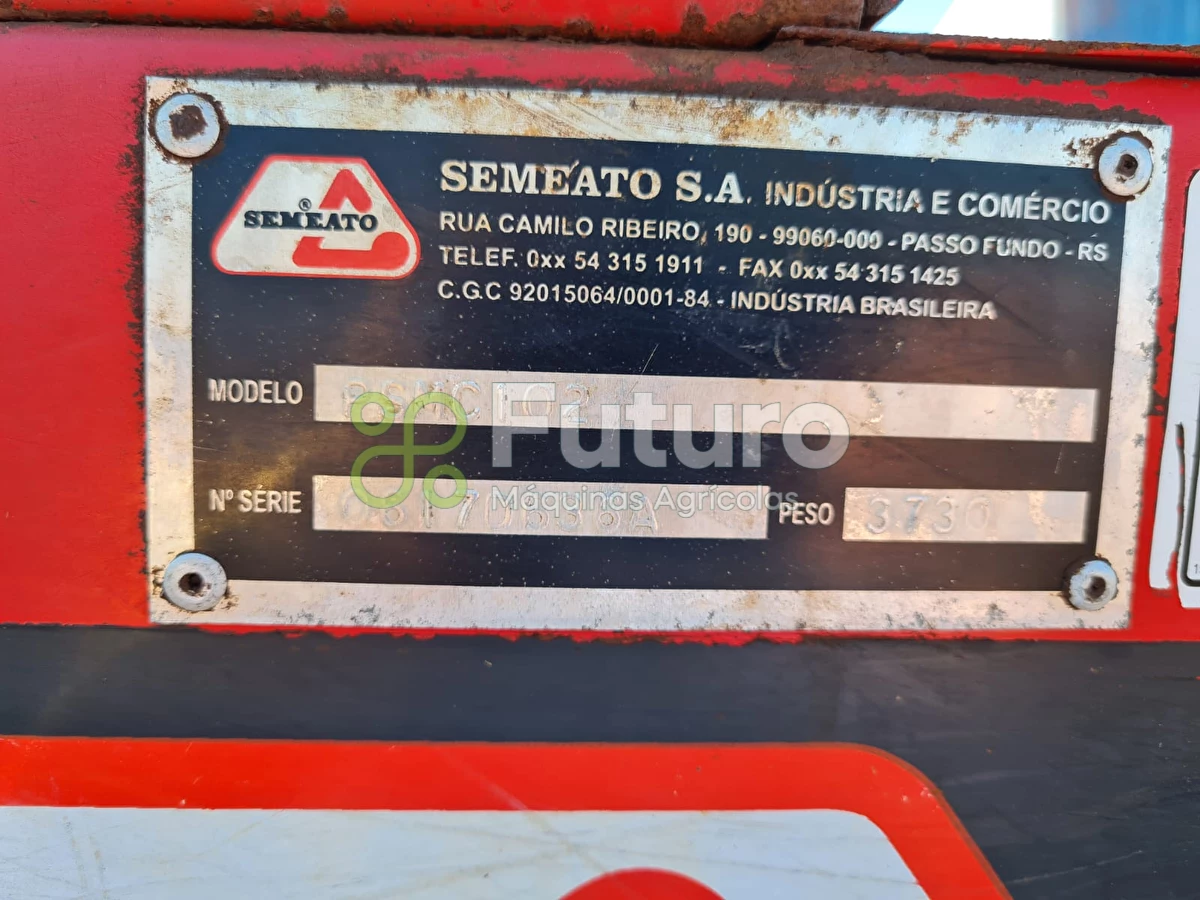 SEMEATO ®
SEMEATO S.A. INDÚSTRIA E COMÉRCIO
RUA CAMILO RIBEIRO, 190 - 99060-000 - PASSO FUNDO - RS
TELEF. 0xx 54 315 1911 - FAX 0xx 54 315 1425
C.G.C 92015064/0001-84 - INDÚSTRIA BRASILEIRA
MODELO
Futuro
Máquinas Agrícolas
Nº SÉRIE
PESO 3730